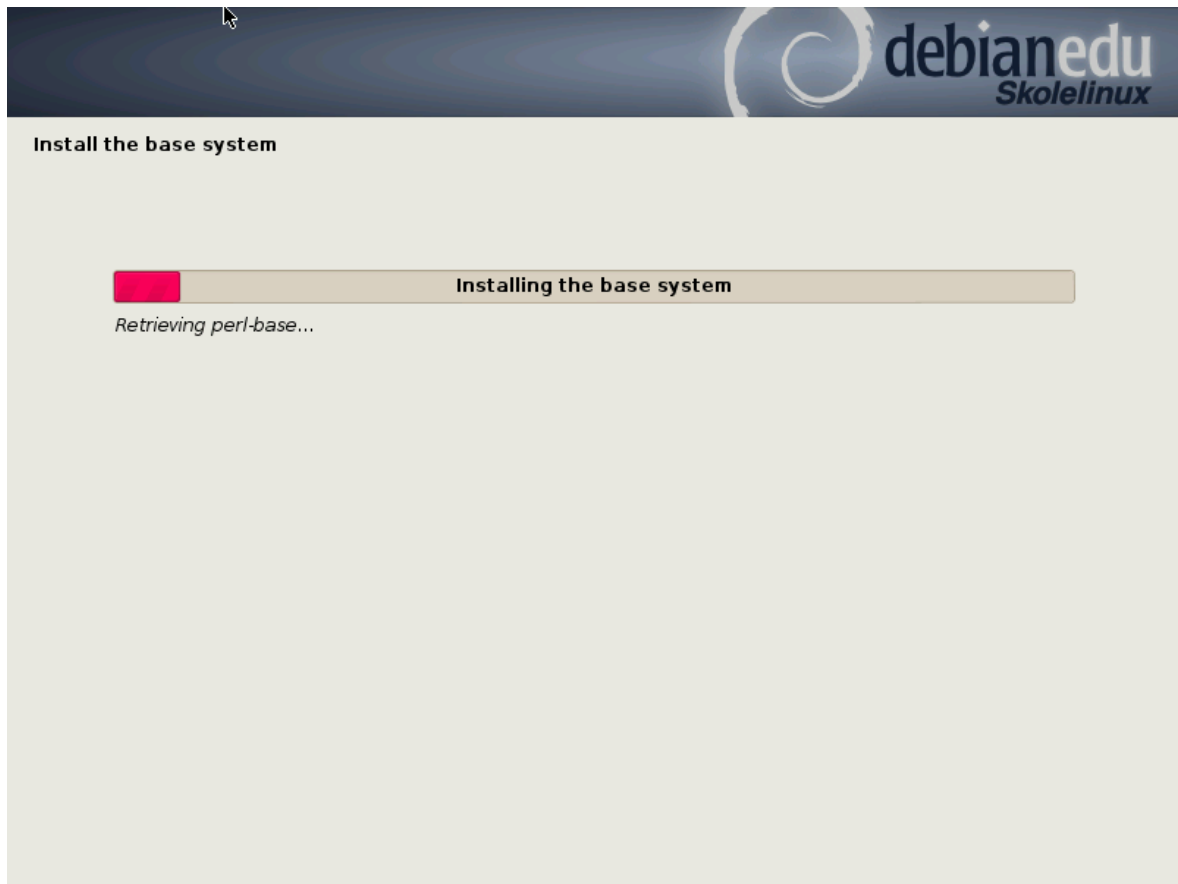 debianedu
Skolelinux
Install the base system
Installing the base system
Retrieving perl-base...